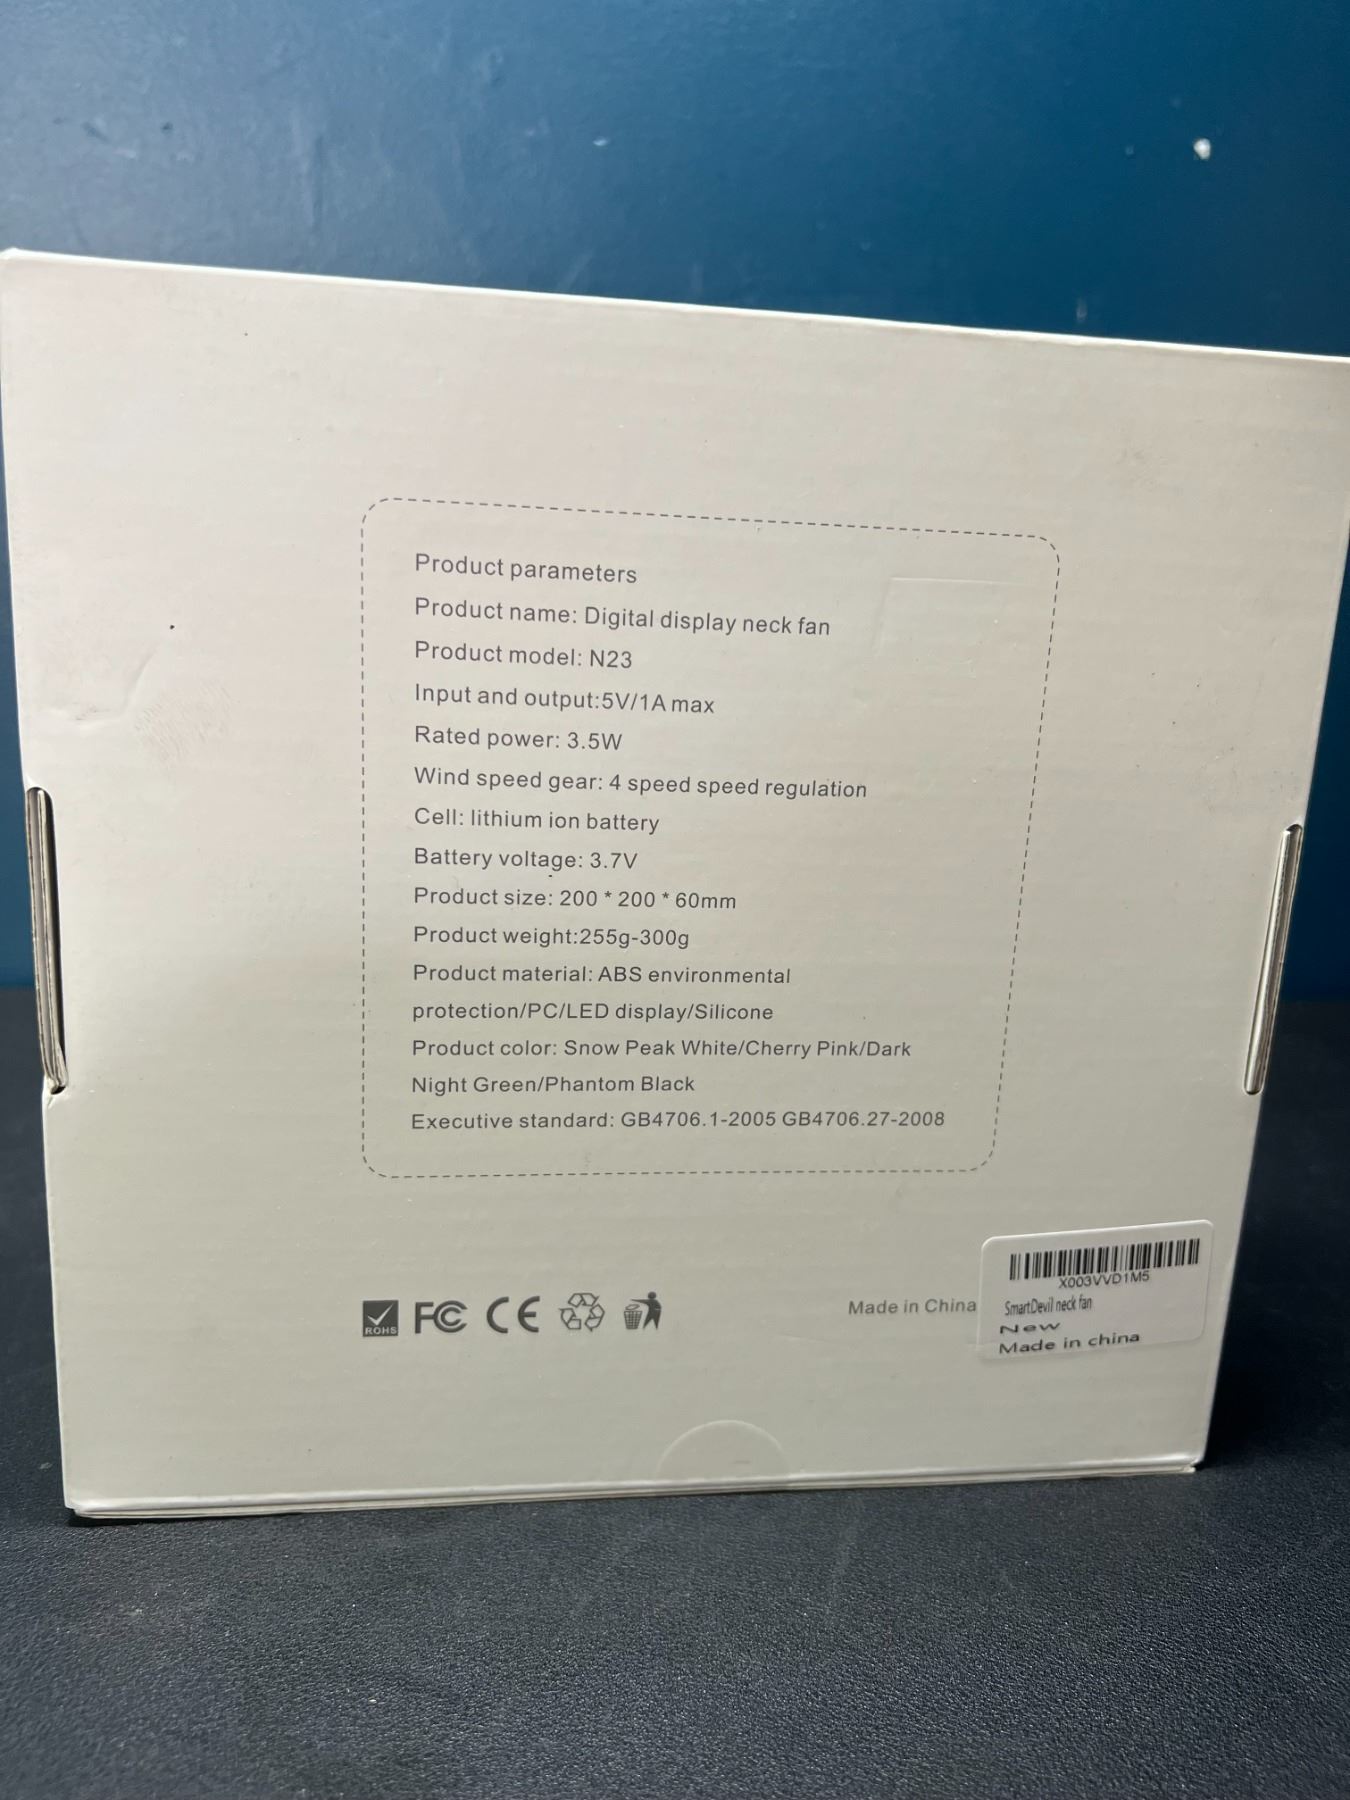 Product parameters
Product name: Digital display neck fan
Product model: N23
Input and output:5V/1A max
Rated power: 3.5W
Wind speed gear: 4 speed speed regulation
Cell: lithium ion battery
Battery voltage: 3.7V
Product size: 200 * 200 * 60mm
Product weight:255g-300g
Product material: ABS environmental
protection/PC/LED display/Silicone
Product color: Snow Peak White/Cherry Pink/Dark
Night Green/Phantom Black
Executive standard: GB4706.1-2005 GB4706.27-2008
ROHS FC CE
Made in China
X003VVD1M5
SmartDevil neck fan
New
Made in china